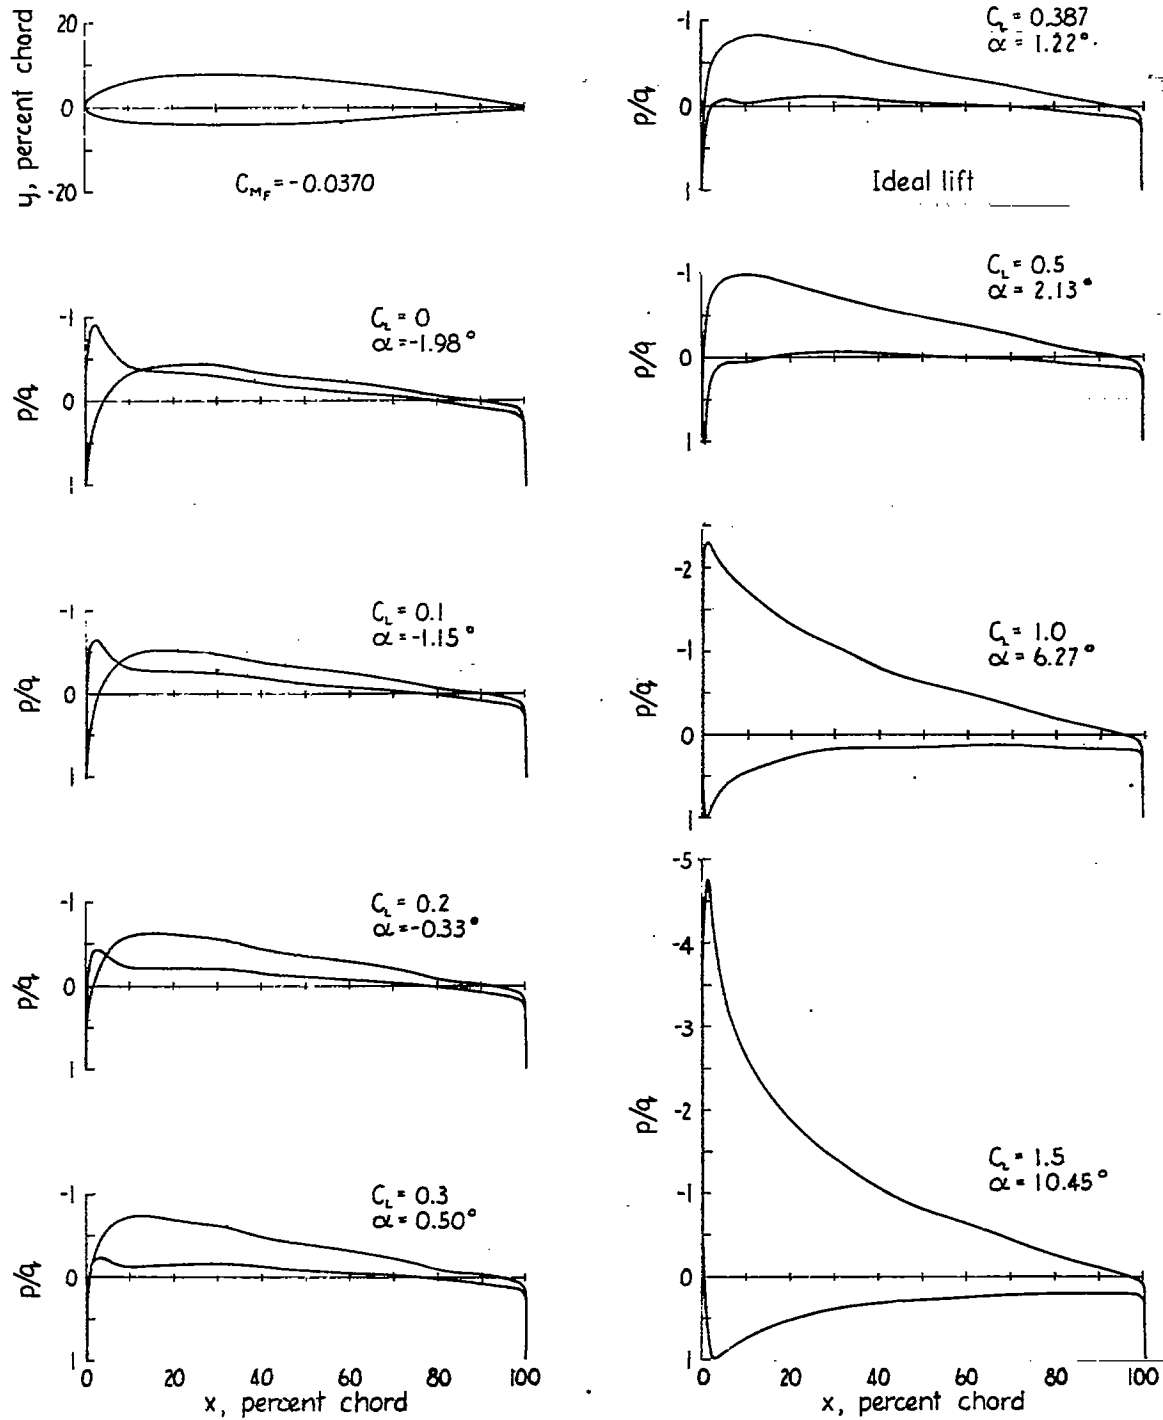 y, percent chord
20
0
-20
C_MF = -0.0370
p/q
-1
0
1
C_L = 0
α = -1.98°
p/q
-1
0
1
C_L = 0.1
α = -1.15°
p/q
-1
0
1
C_L = 0.2
α = -0.33°
p/q
-1
0
1
C_L = 0.3
α = 0.50°
0 20 40 60 80 100
x, percent chord
p/q
-1
0
1
C_L = 0.387
α = 1.22°
Ideal lift
p/q
-1
0
1
C_L = 0.5
α = 2.13°
p/q
-2
-1
0
1
C_L = 1.0
α = 6.27°
p/q
-5
-4
-3
-2
-1
0
1
C_L = 1.5
α = 10.45°
0 20 40 60 80 100
x, percent chord